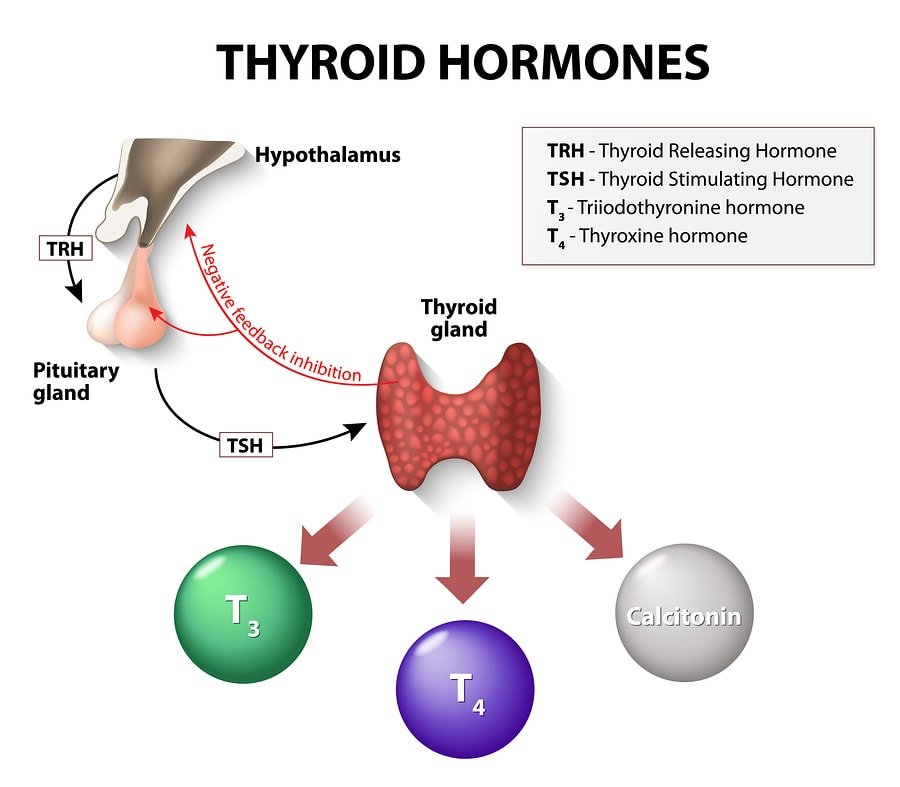 THYROID HORMONES
Hypothalamus
TRH - Thyroid Releasing Hormone
TSH - Thyroid Stimulating Hormone
T3 - Triiodothyronine hormone
T4 - Thyroxine hormone
TRH
Negative feedback inhibition
Thyroid
gland
Pituitary
gland
TSH
T3
T4
Calcitonin